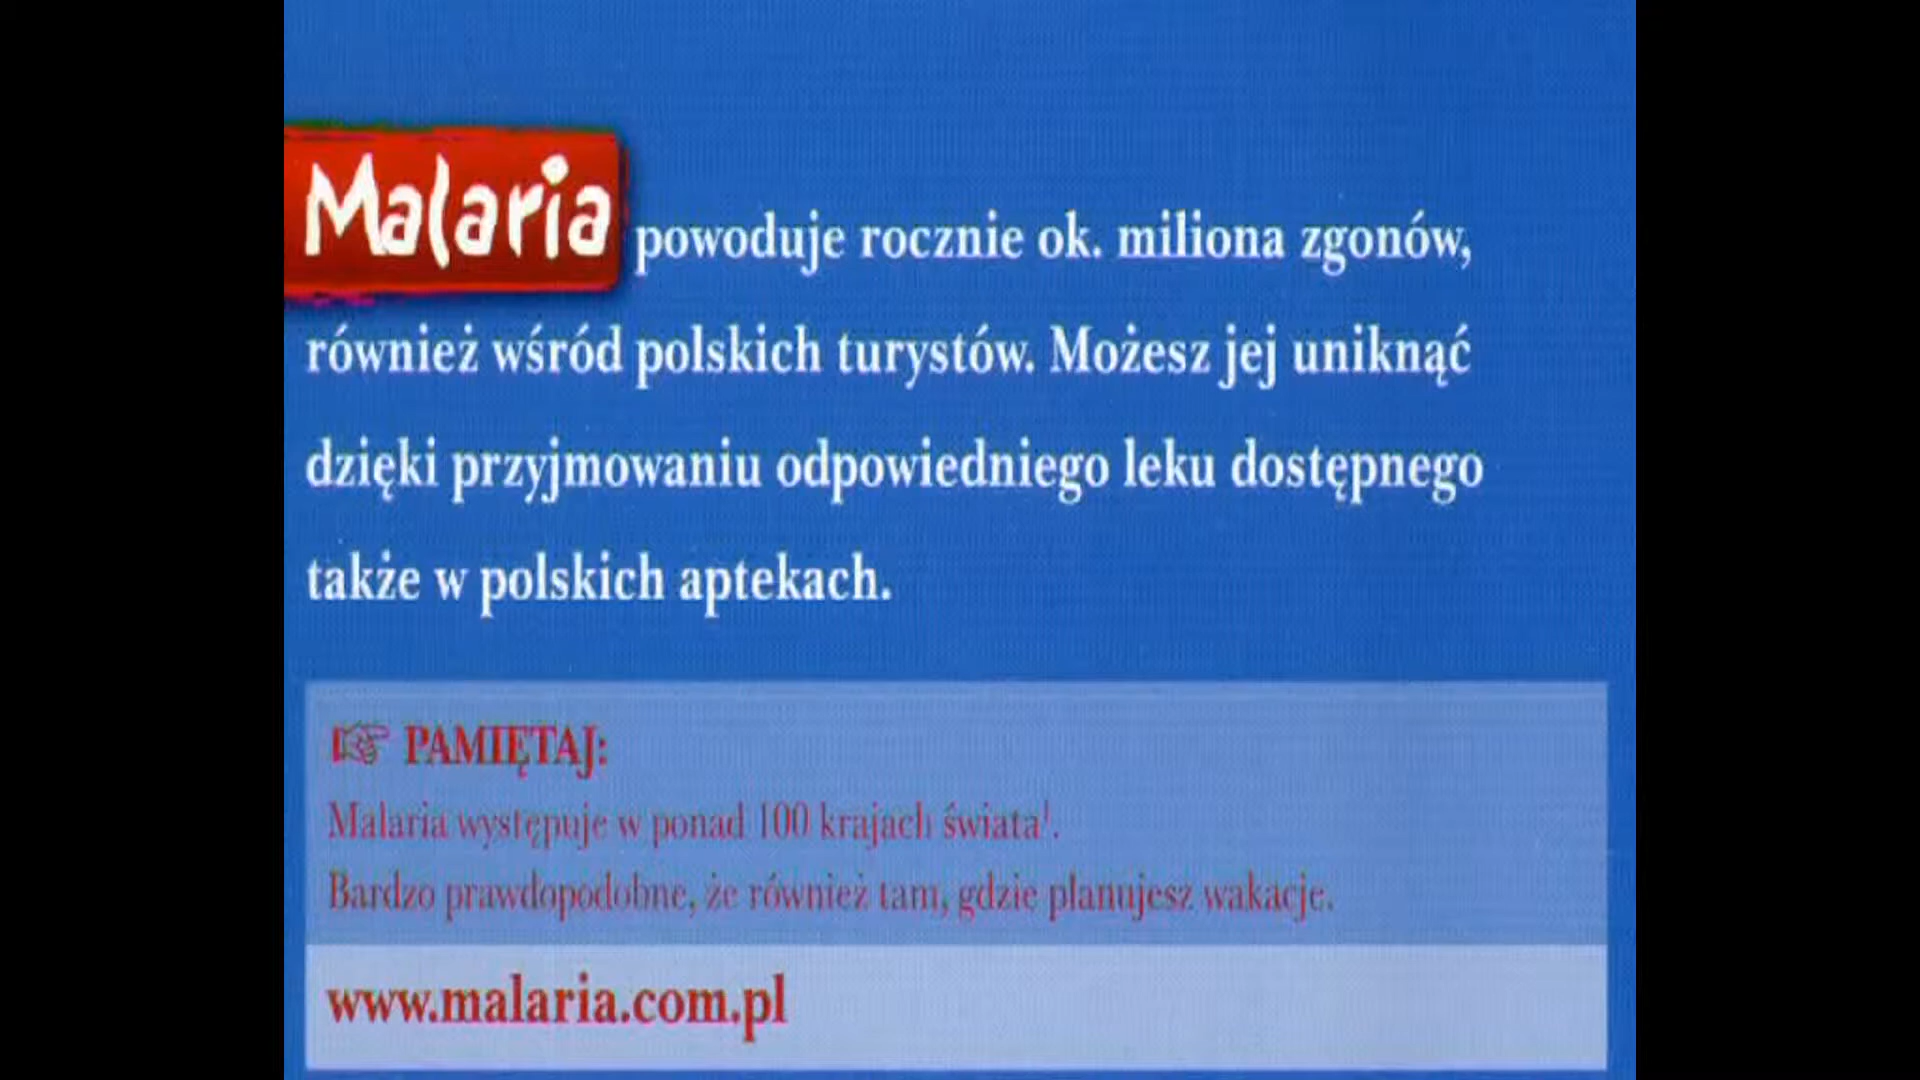 Malaria powoduje rocznie ok. miliona zgonów,
również wśród polskich turystów. Możesz jej uniknąć
dzięki przyjmowaniu odpowiedniego leku dostępnego
także w polskich aptekach.
☞ PAMIĘTAJ:
Malaria występuje w ponad 100 krajach świata¹.
Bardzo prawdopodobne, że również tam, gdzie planujesz wakacje.
www.malaria.com.pl